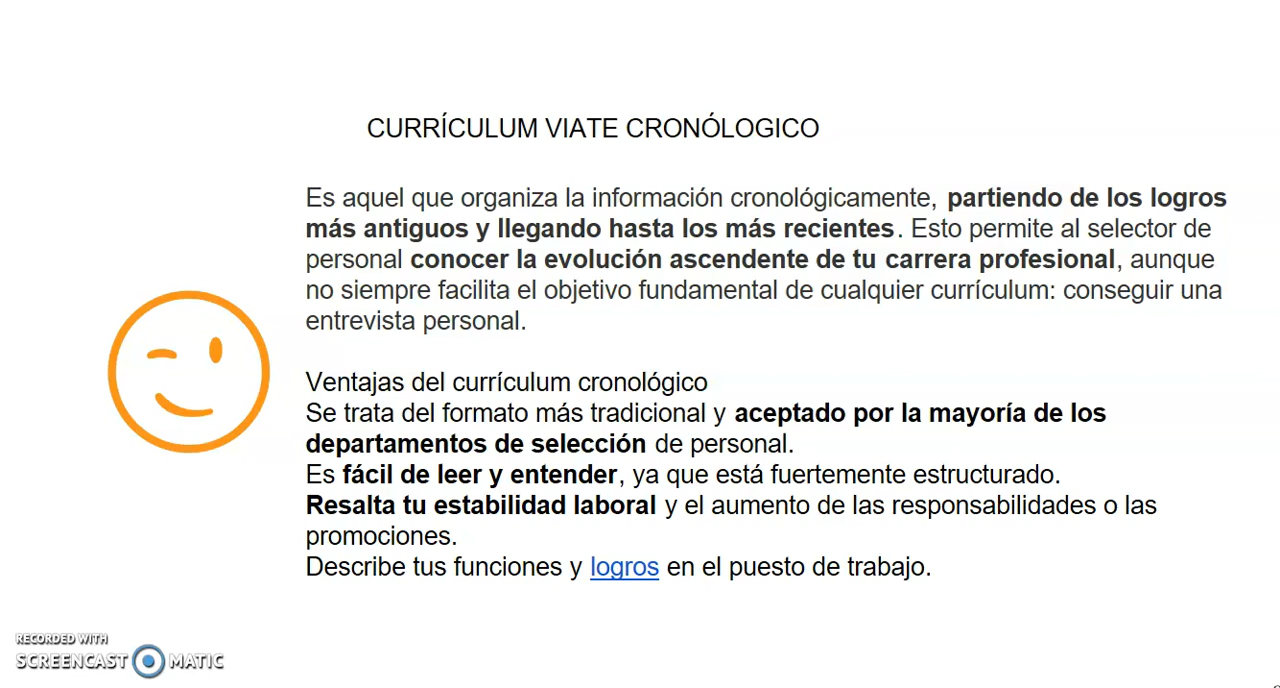 CURRÍCULUM VIATE CRONÓLOGICO
Es aquel que organiza la información cronológicamente, partiendo de los logros
más antiguos y llegando hasta los más recientes. Esto permite al selector de
personal conocer la evolución ascendente de tu carrera profesional, aunque
no siempre facilita el objetivo fundamental de cualquier currículum: conseguir una
entrevista personal.
Ventajas del currículum cronológico
Se trata del formato más tradicional y aceptado por la mayoría de los
departamentos de selección de personal.
Es fácil de leer y entender, ya que está fuertemente estructurado.
Resalta tu estabilidad laboral y el aumento de las responsabilidades o las
promociones.
Describe tus funciones y logros en el puesto de trabajo.
RECORDED WITH
SCREENCAST MATIC